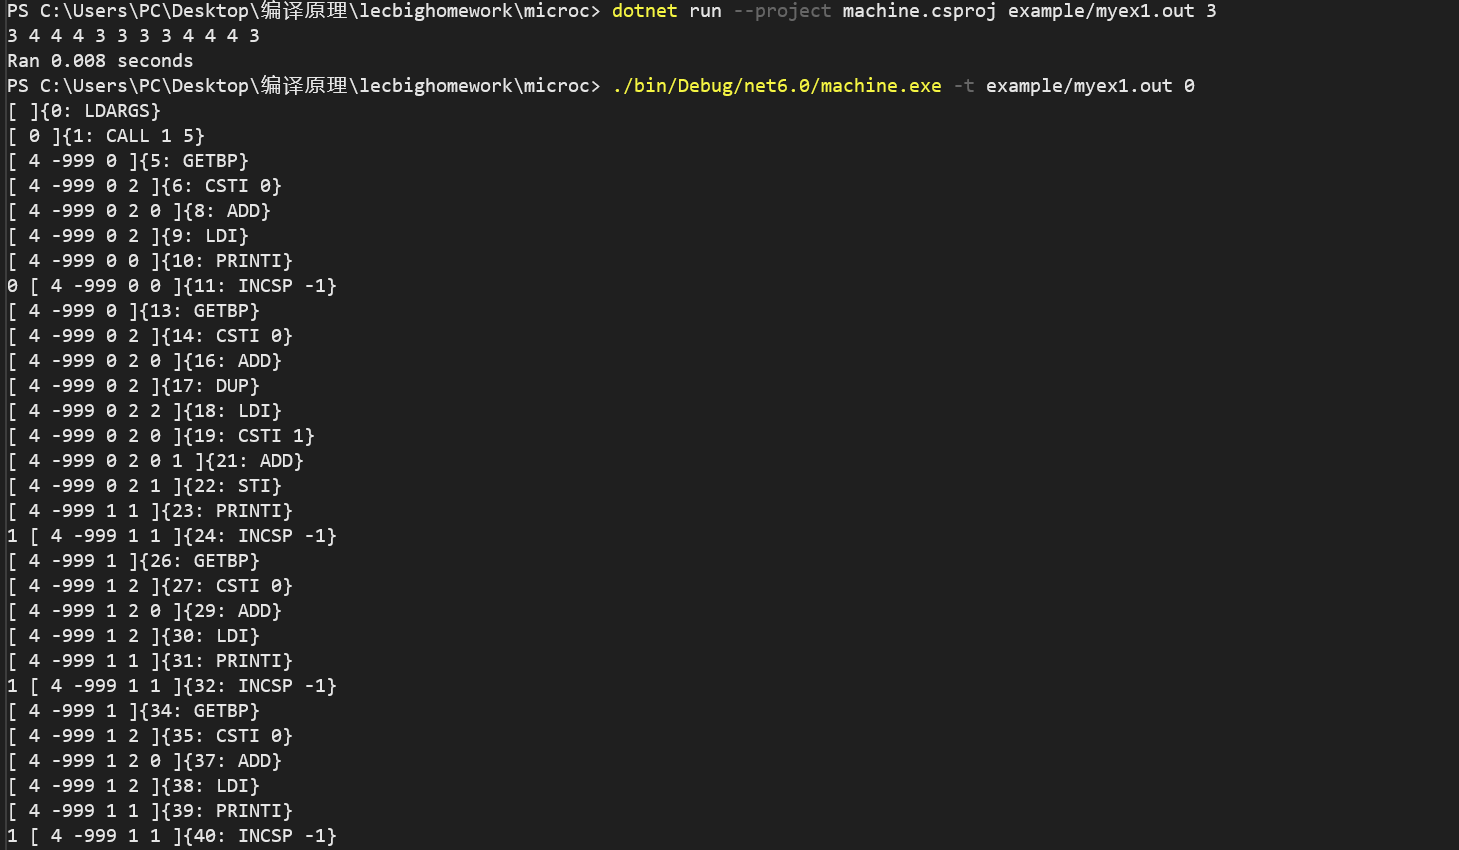 PS C:\Users\PC\Desktop\编译原理\lecbighomework\microc> dotnet run --project machine.csproj example/myex1.out 3
3 4 4 4 3 3 3 3 4 4 4 3
Ran 0.008 seconds
PS C:\Users\PC\Desktop\编译原理\lecbighomework\microc> ./bin/Debug/net6.0/machine.exe -t example/myex1.out 0
[ ]{0: LDARGS}
[ 0 ]{1: CALL 1 5}
[ 4 -999 0 ]{5: GETBP}
[ 4 -999 0 2 ]{6: CSTI 0}
[ 4 -999 0 2 0 ]{8: ADD}
[ 4 -999 0 2 ]{9: LDI}
[ 4 -999 0 0 ]{10: PRINTI}
0 [ 4 -999 0 0 ]{11: INCSP -1}
[ 4 -999 0 ]{13: GETBP}
[ 4 -999 0 2 ]{14: CSTI 0}
[ 4 -999 0 2 0 ]{16: ADD}
[ 4 -999 0 2 ]{17: DUP}
[ 4 -999 0 2 2 ]{18: LDI}
[ 4 -999 0 2 0 ]{19: CSTI 1}
[ 4 -999 0 2 0 1 ]{21: ADD}
[ 4 -999 0 2 1 ]{22: STI}
[ 4 -999 1 1 ]{23: PRINTI}
1 [ 4 -999 1 1 ]{24: INCSP -1}
[ 4 -999 1 ]{26: GETBP}
[ 4 -999 1 2 ]{27: CSTI 0}
[ 4 -999 1 2 0 ]{29: ADD}
[ 4 -999 1 2 ]{30: LDI}
[ 4 -999 1 1 ]{31: PRINTI}
1 [ 4 -999 1 1 ]{32: INCSP -1}
[ 4 -999 1 ]{34: GETBP}
[ 4 -999 1 2 ]{35: CSTI 0}
[ 4 -999 1 2 0 ]{37: ADD}
[ 4 -999 1 2 ]{38: LDI}
[ 4 -999 1 1 ]{39: PRINTI}
1 [ 4 -999 1 1 ]{40: INCSP -1}